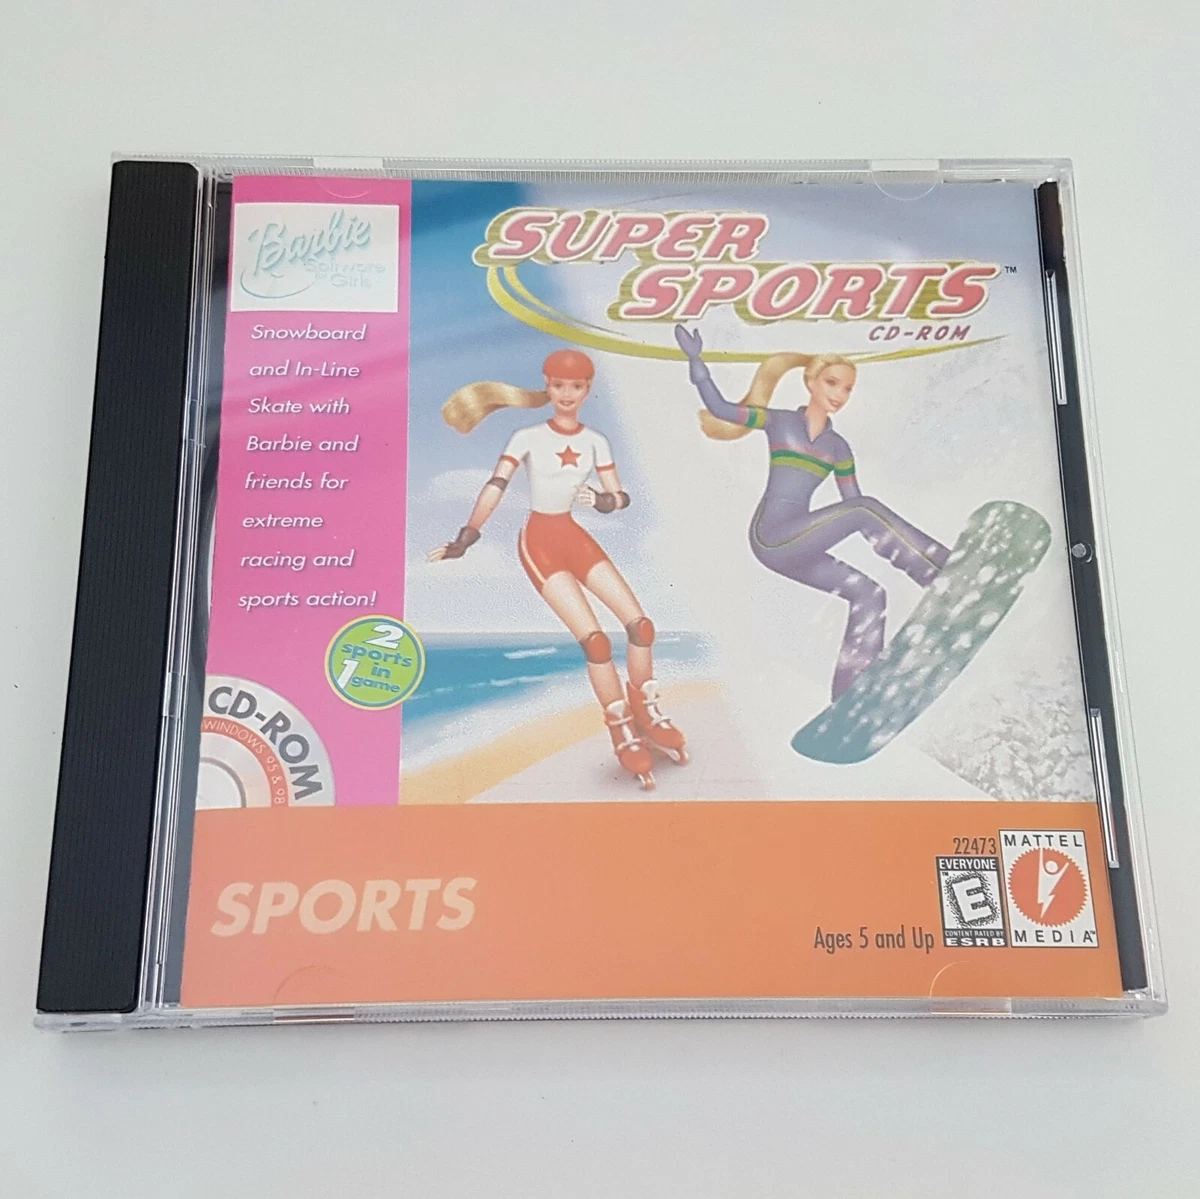 Barbie
Software
for
Girls
SUPER
SPORTS™
CD-ROM
Snowboard
and In-Line
Skate with
Barbie and
friends for
extreme
racing and
sports action!
2
sports
in
1
game
CD-ROM
WINDOWS 95 & 98
SPORTS
Ages 5 and Up
22473
EVERYONE
E™
CONTENT RATED BY
ESRB
MATTEL
MEDIA™